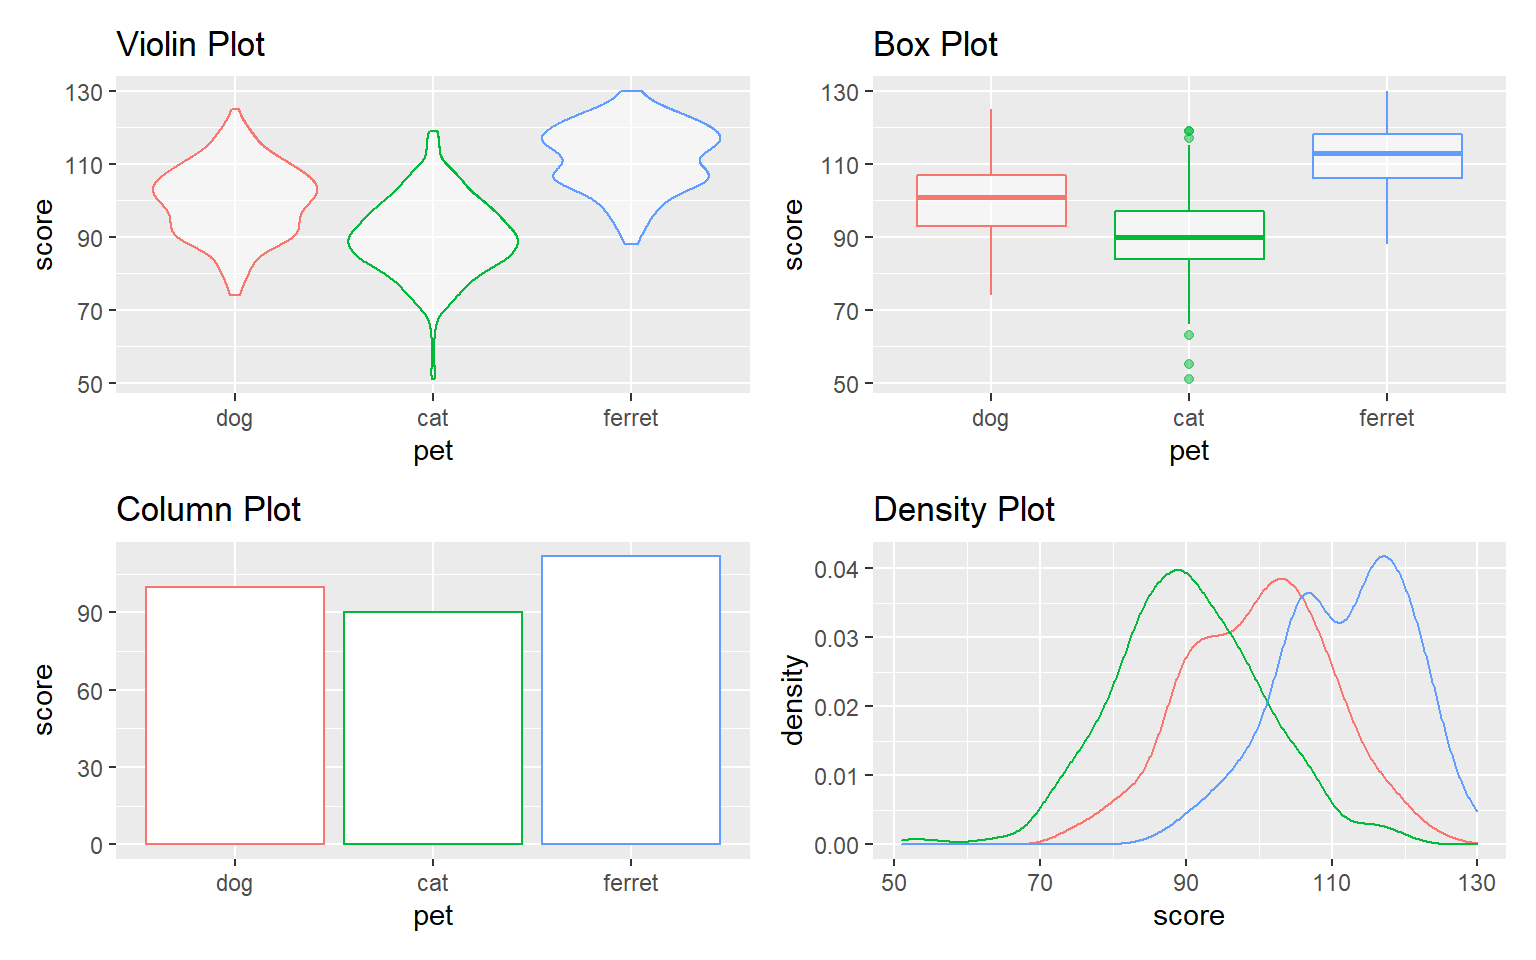 Violin Plot
130
110
90
70
50
score
dog cat ferret
pet
Box Plot
130
110
90
70
50
score
dog cat ferret
pet
Column Plot
90
60
30
0
score
dog cat ferret
pet
Density Plot
0.04
0.03
0.02
0.01
0.00
density
50 70 90 110 130
score